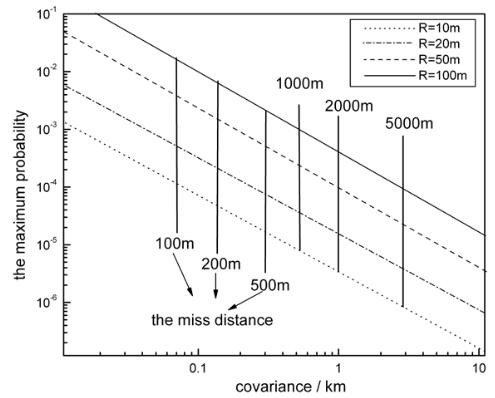 10⁻¹
10⁻²
10⁻³
10⁻⁴
10⁻⁵
10⁻⁶
the maximum probability
R=10m
R=20m
R=50m
R=100m
1000m
2000m
5000m
100m
200m
500m
the miss distance
0.1 1 10
covariance / km